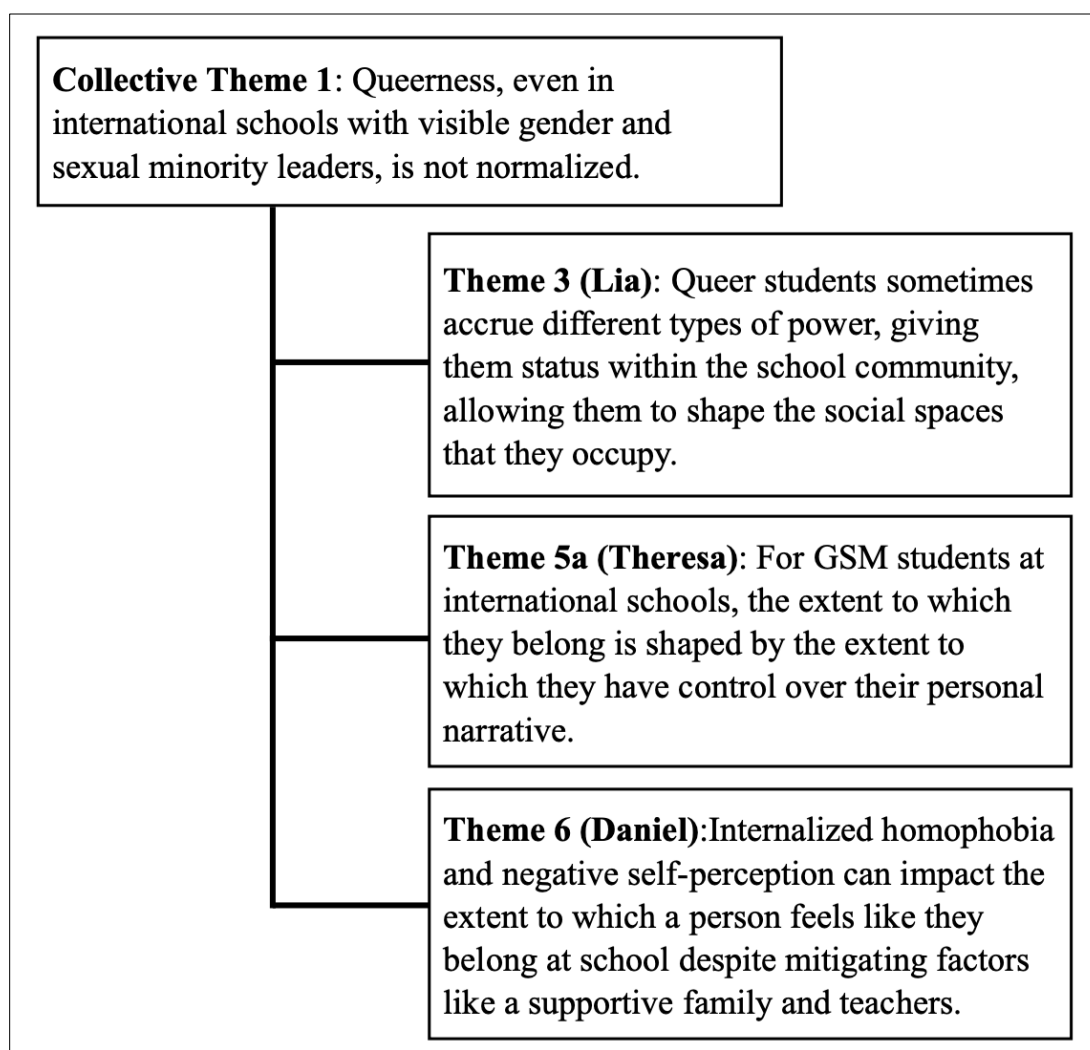 Collective Theme 1: Queerness, even in
international schools with visible gender and
sexual minority leaders, is not normalized.
Theme 3 (Lia): Queer students sometimes
accrue different types of power, giving
them status within the school community,
allowing them to shape the social spaces
that they occupy.
Theme 5a (Theresa): For GSM students at
international schools, the extent to which
they belong is shaped by the extent to
which they have control over their personal
narrative.
Theme 6 (Daniel):Internalized homophobia
and negative self-perception can impact the
extent to which a person feels like they
belong at school despite mitigating factors
like a supportive family and teachers.